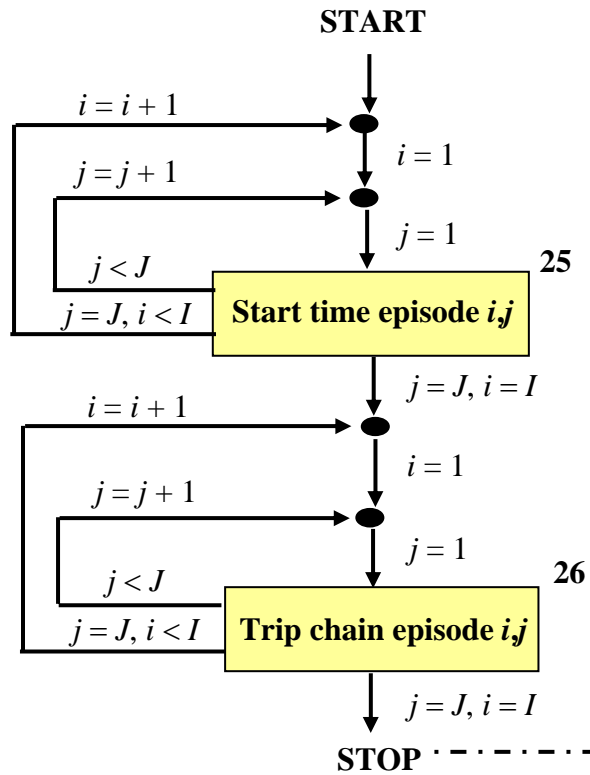 START
i = i + 1
i = 1
j = j + 1
j = 1
j < J
25
Start time episode i,j
j = J, i < I
j = J, i = I
i = i + 1
i = 1
j = j + 1
j = 1
j < J
26
Trip chain episode i,j
j = J, i < I
j = J, i = I
STOP